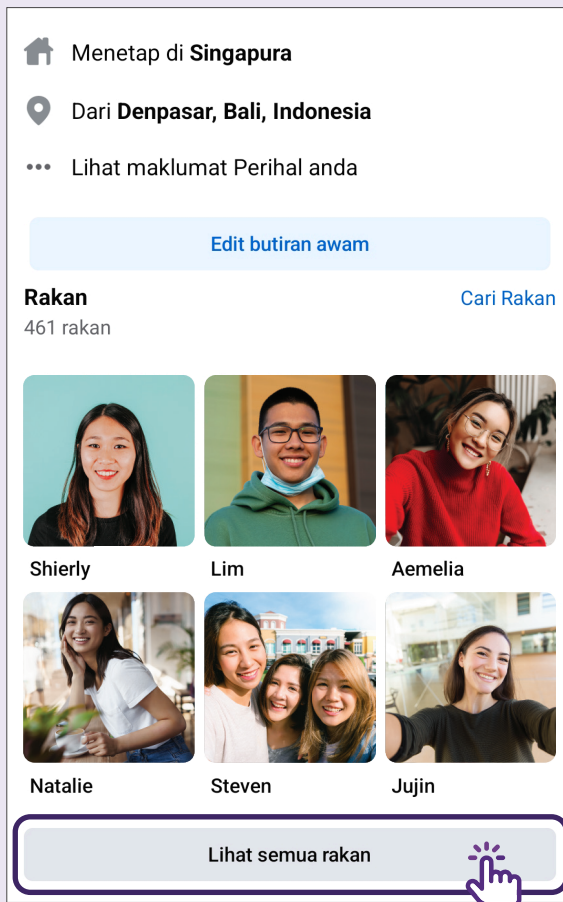 Menetap di Singapura
Dari Denpasar, Bali, Indonesia
Lihat maklumat Perihal anda
Edit butiran awam
Rakan
Cari Rakan
461 rakan
Shierly
Lim
Aemelia
Natalie
Steven
Jujin
Lihat semua rakan